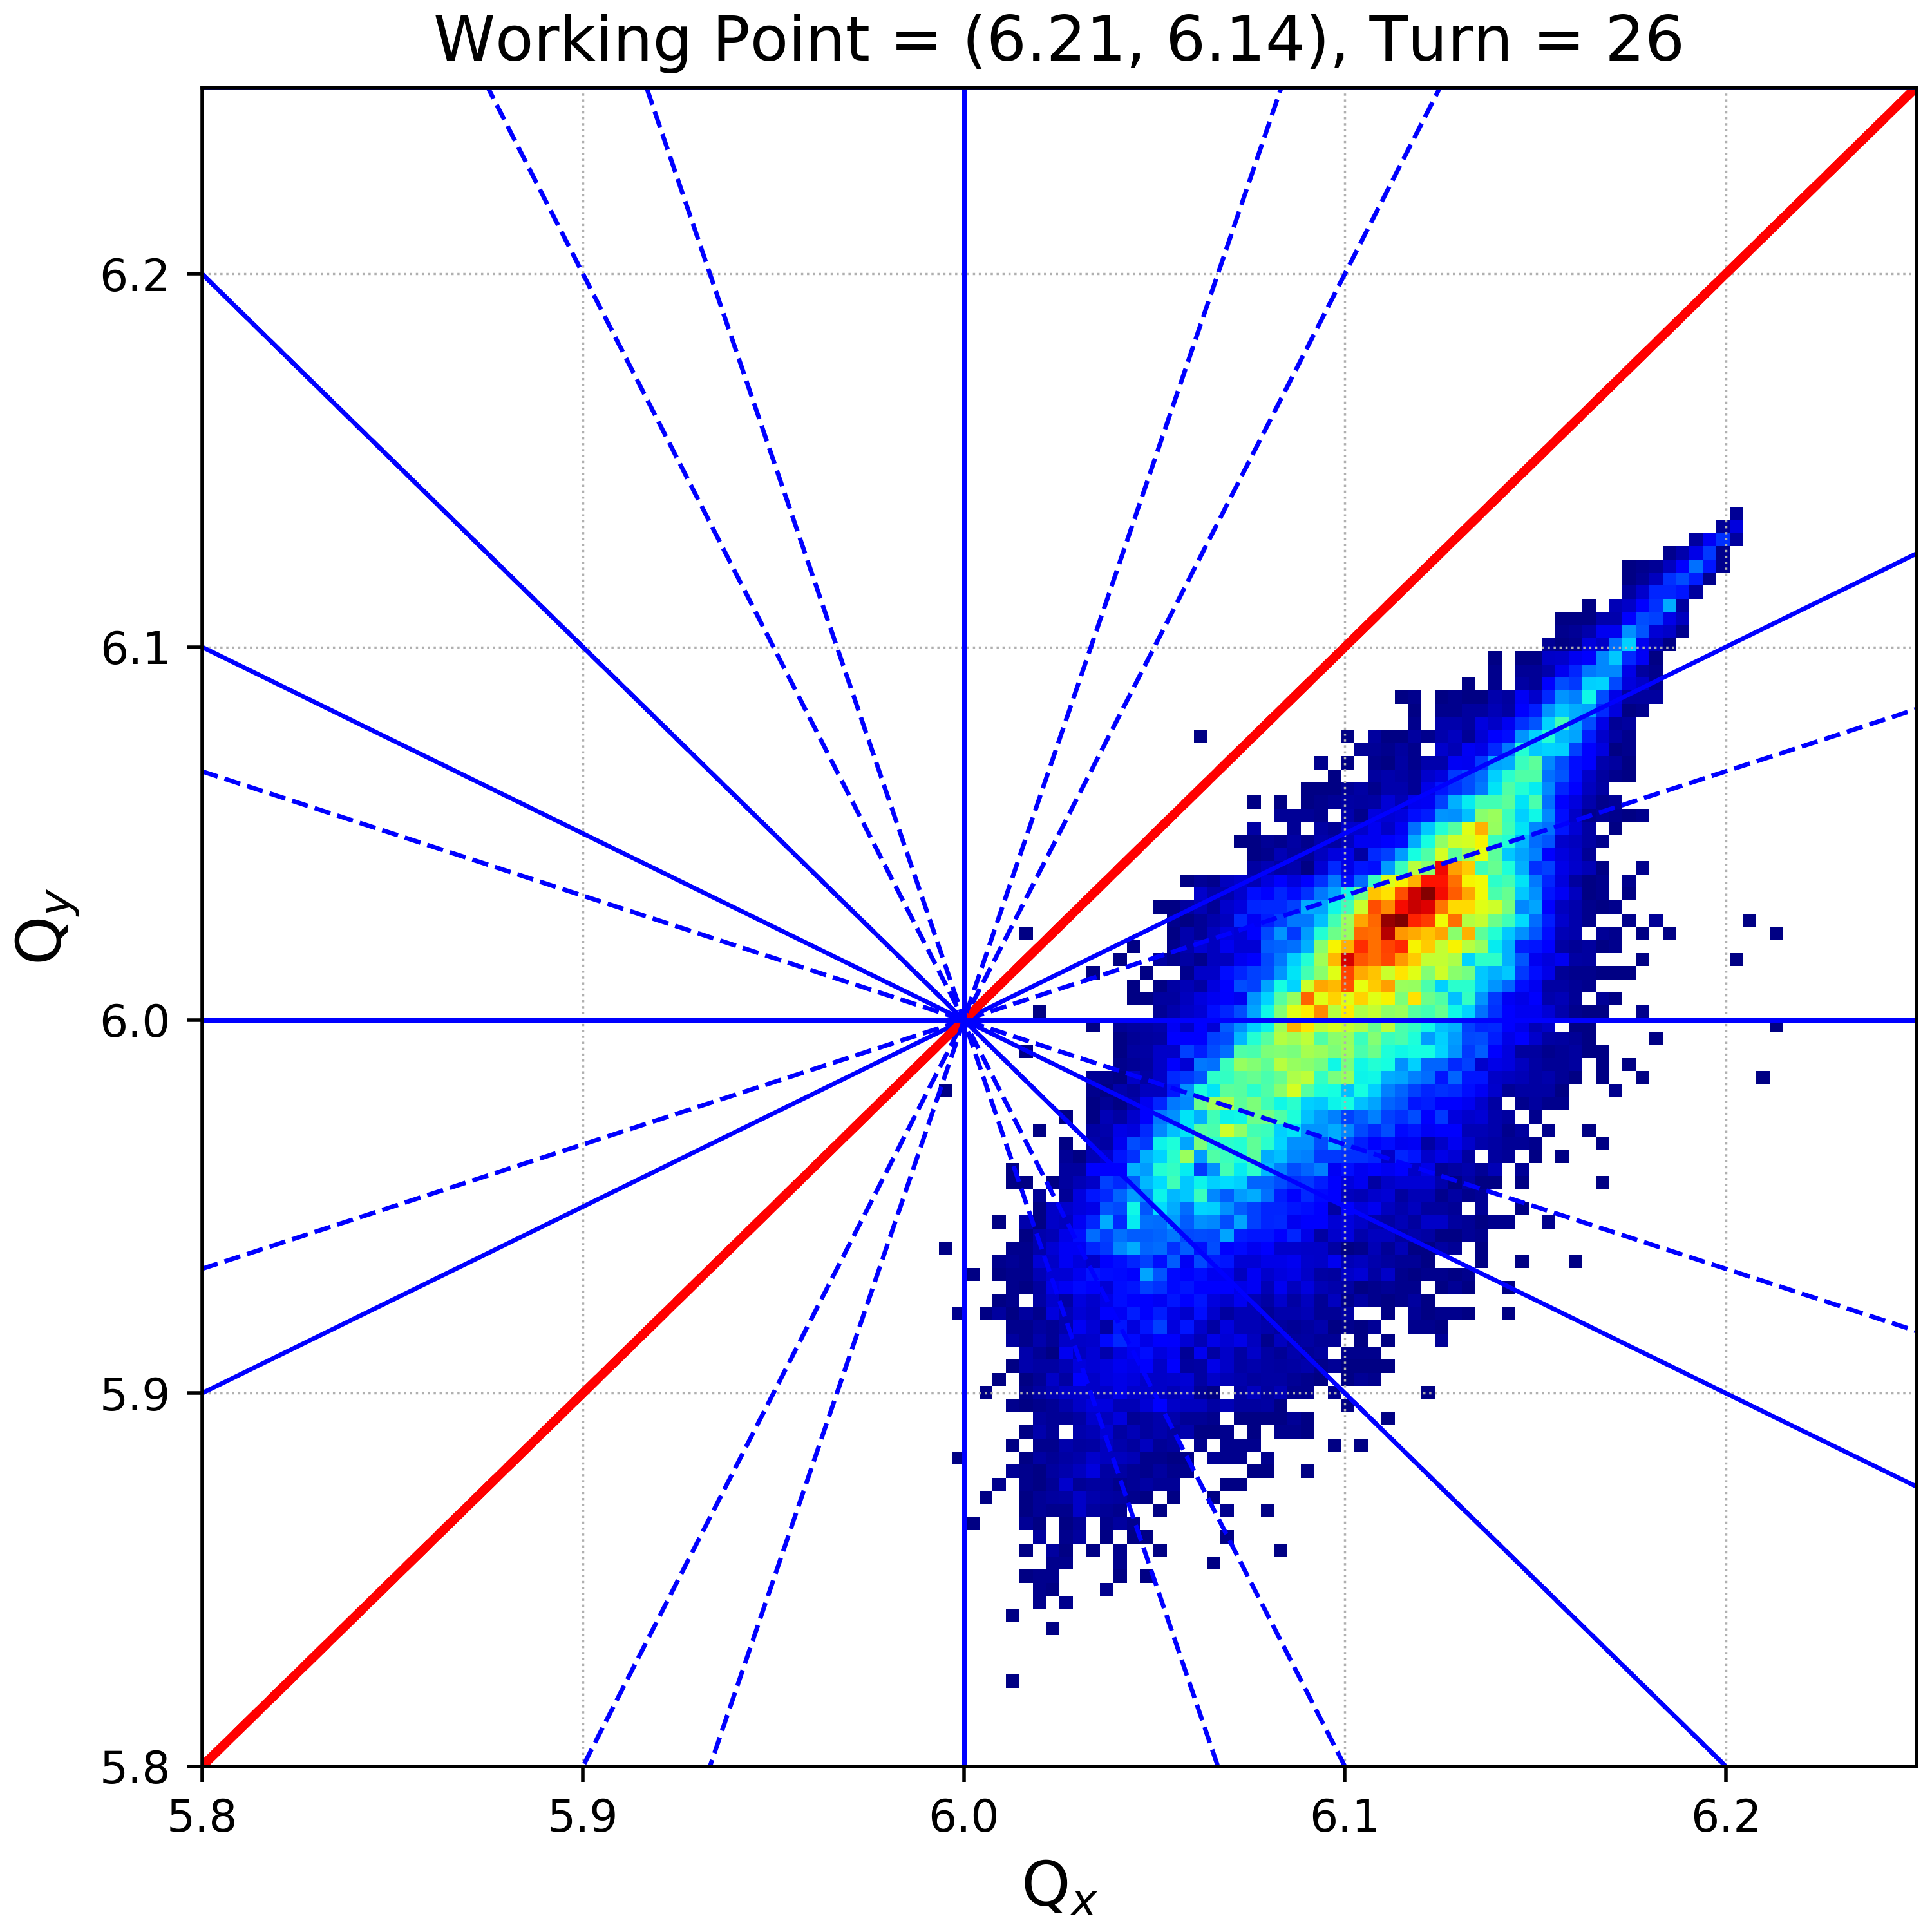 Working Point = (6.21, 6.14), Turn = 26
6.2
6.1
6.0
5.9
5.8
Qy
5.8 5.9 6.0 6.1 6.2
Qx